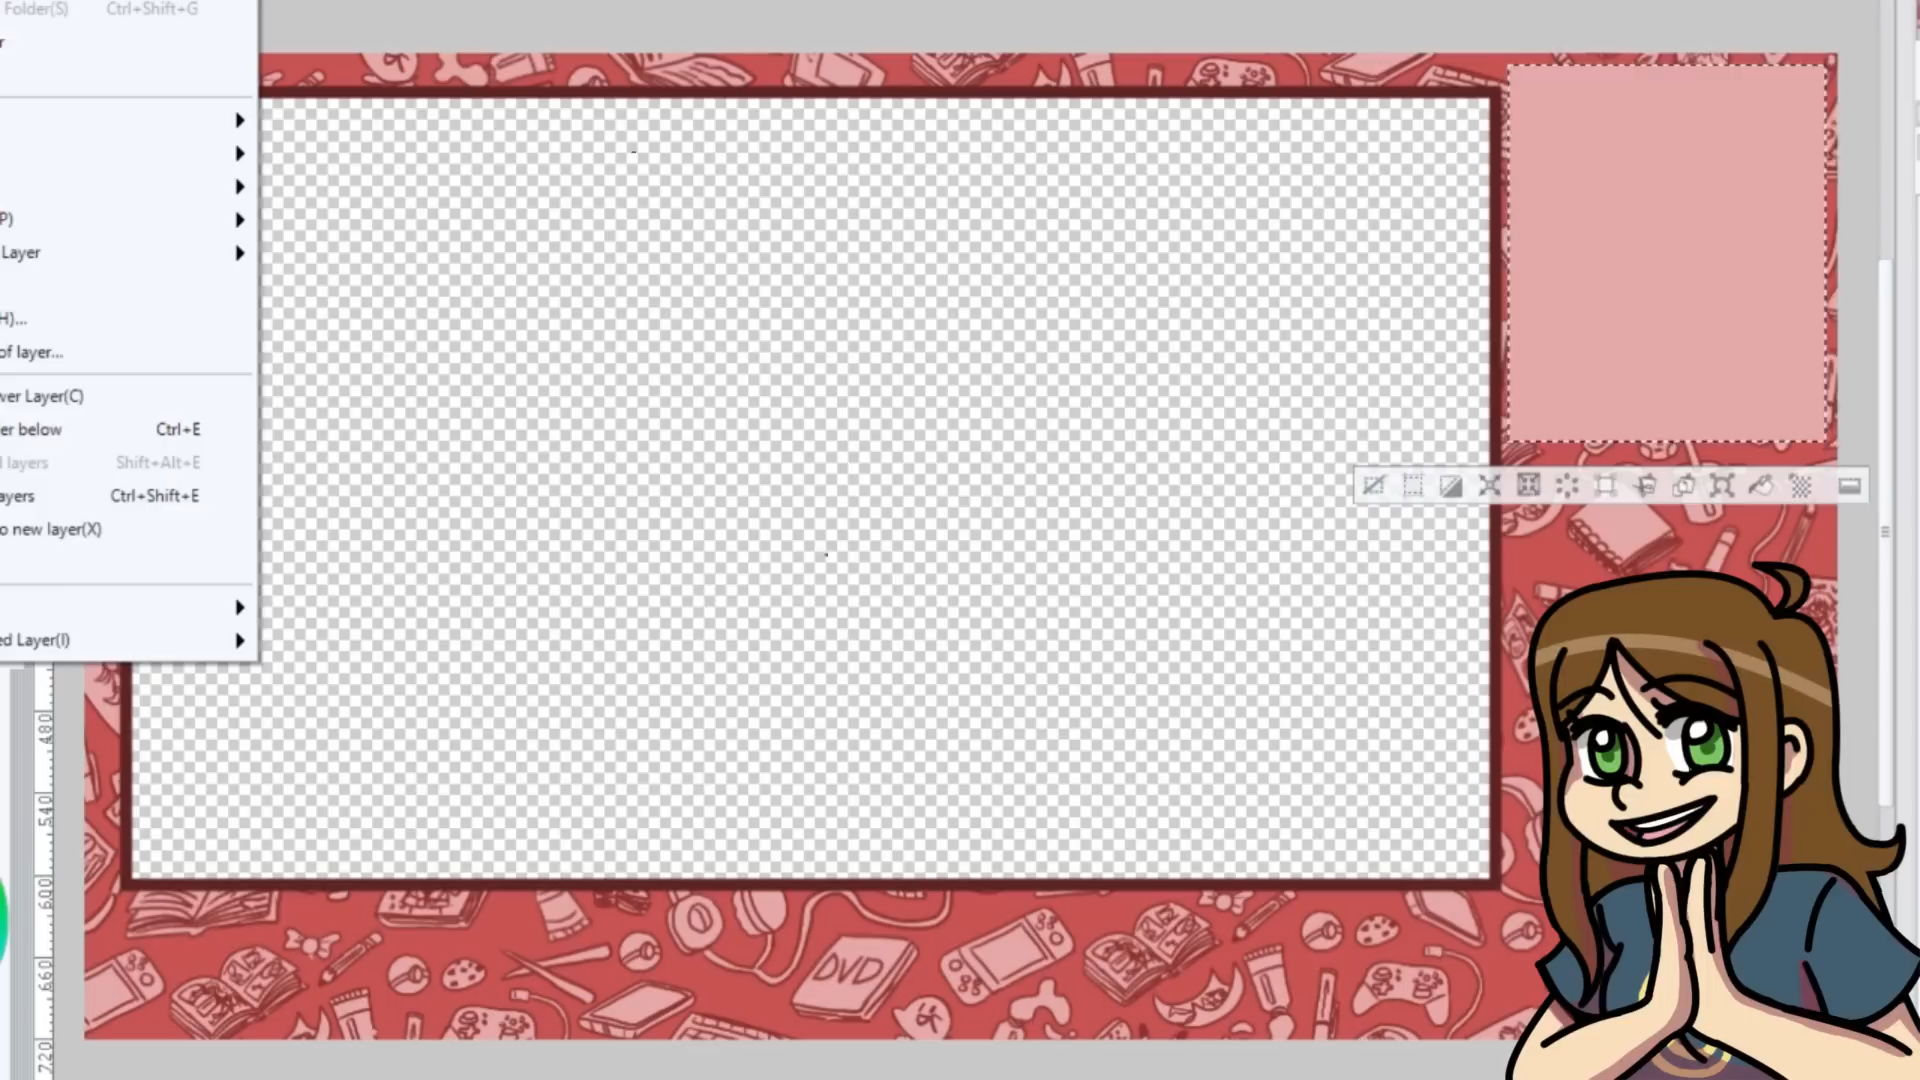 Folder(S) Ctrl+Shift+G
r
P)
Layer
H)...
of layer...
wer Layer(C)
er below Ctrl+E
l layers Shift+Alt+E
ayers Ctrl+Shift+E
o new layer(X)
ed Layer(I)
480
540
600
660
720
DVD